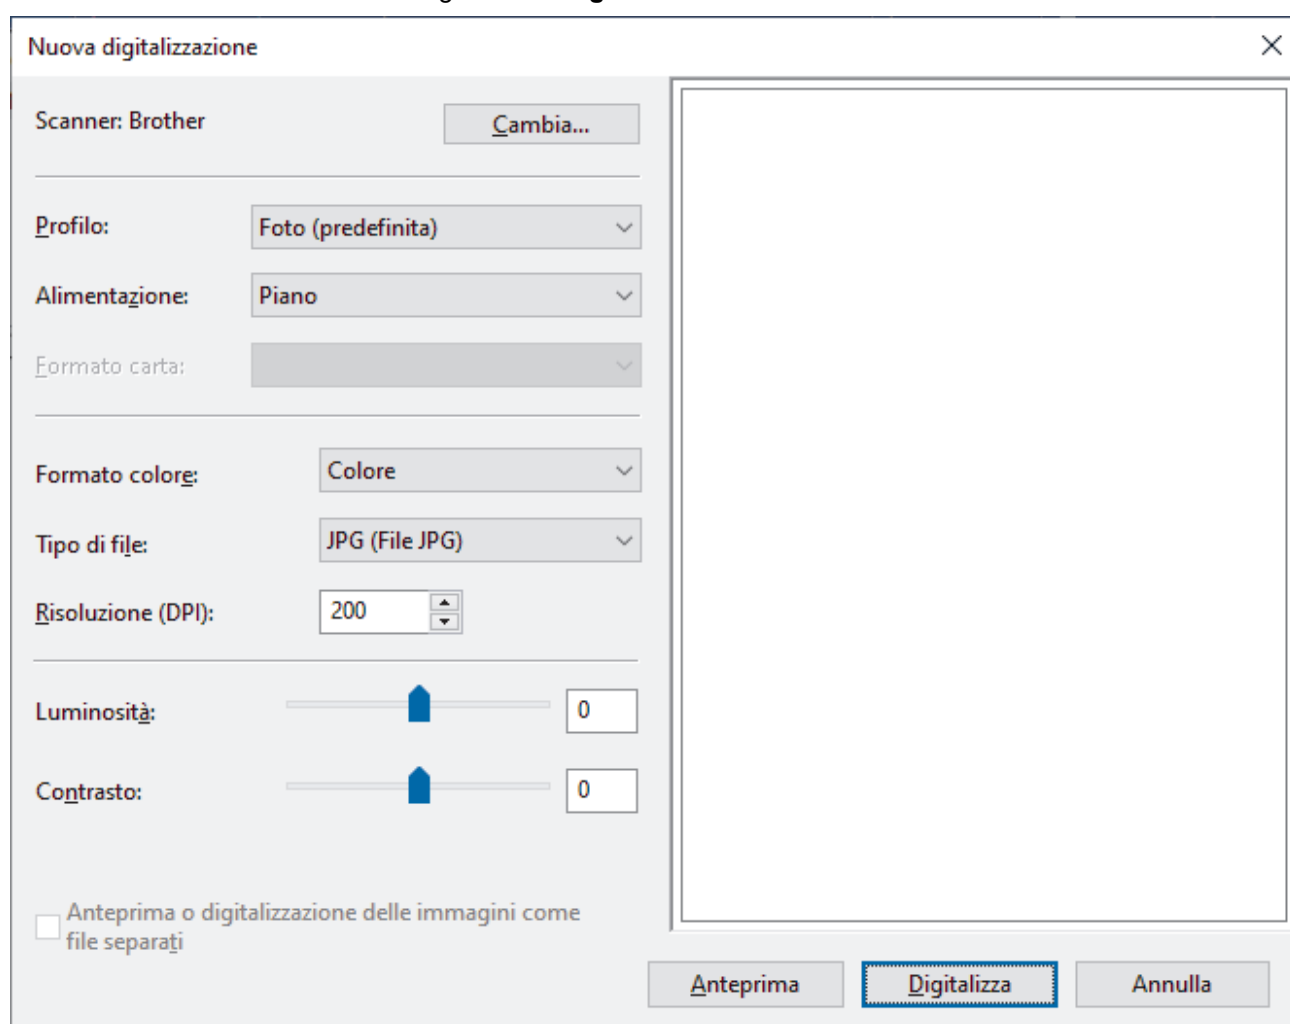 Nuova digitalizzazione
Scanner: Brother
Cambia...
Profilo:
Foto (predefinita)
Alimentazione:
Piano
Formato carta:
Formato colore:
Colore
Tipo di file:
JPG (File JPG)
Risoluzione (DPI):
200
Luminosità:
0
Contrasto:
0
Anteprima o digitalizzazione delle immagini come
file separati
Anteprima
Digitalizza
Annulla